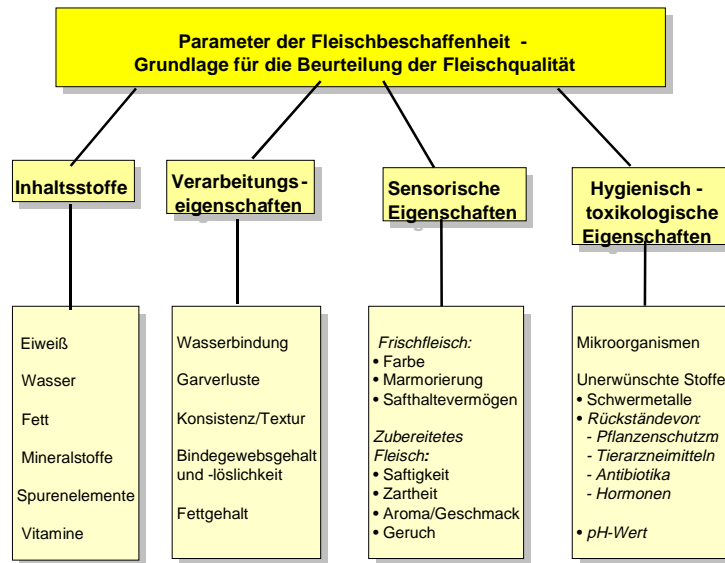 Parameter der Fleischbeschaffenheit -
Grundlage für die Beurteilung der Fleischqualität
Inhaltsstoffe
Verarbeitungs-
eigenschaften
Sensorische
Eigenschaften
Hygienisch -
toxikologische
Eigenschaften
Eiweiß
Wasser
Fett
Mineralstoffe
Spurenelemente
Vitamine
Wasserbindung
Garverluste
Konsistenz/Textur
Bindegewebsgehalt
und -löslichkeit
Fettgehalt
Frischfleisch:
• Farbe
• Marmorierung
• Safthaltevermögen
Zubereitetes
Fleisch:
• Saftigkeit
• Zartheit
• Aroma/Geschmack
• Geruch
Mikroorganismen
Unerwünschte Stoffe
• Schwermetalle
• Rückständevon:
- Pflanzenschutzm
- Tierarzneimitteln
- Antibiotika
- Hormonen
• pH-Wert